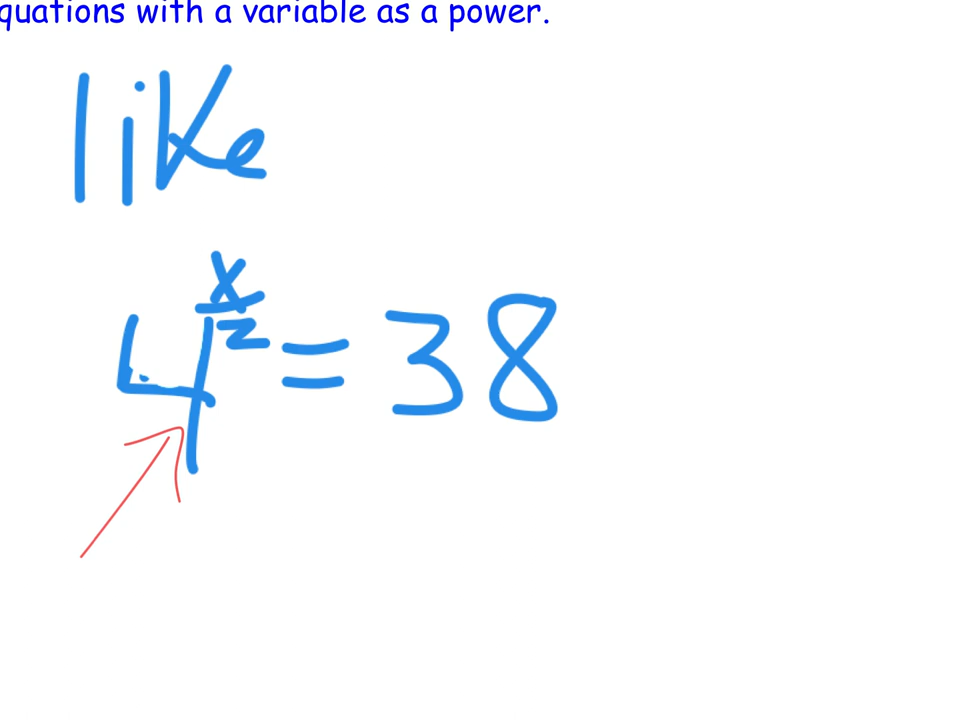 quations with a variable as a power.
like
4^{x/2} = 38